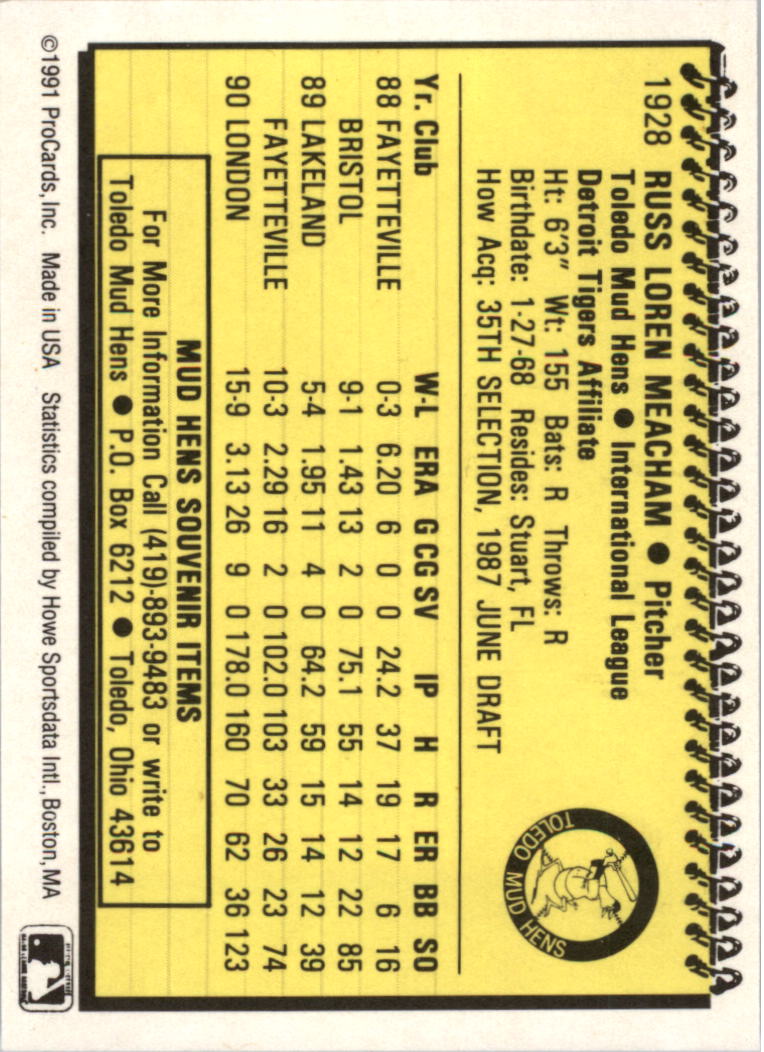 1928 RUSS LOREN MEACHAM ● Pitcher
Toledo Mud Hens ● International League
Detroit Tigers Affiliate
Ht: 6'3" Wt: 155 Bats: R Throws: R
Birthdate: 1-27-68 Resides: Stuart, FL
How Acq: 35TH SELECTION, 1987 JUNE DRAFT
TOLEDO MUD HENS
Yr. Club W-L ERA G CG SV IP H R ER BB SO
88 FAYETTEVILLE 0-3 6.20 6 0 0 24.2 37 19 17 6 16
BRISTOL 9-1 1.43 13 2 0 75.1 55 14 12 22 85
89 LAKELAND 5-4 1.95 11 4 0 64.2 59 15 14 12 39
FAYETTEVILLE 10-3 2.29 16 2 0 102.0 103 33 26 23 74
90 LONDON 15-9 3.13 26 9 0 178.0 160 70 62 36 123
MUD HENS SOUVENIR ITEMS
For More Information Call (419)-893-9483 or write to
Toledo Mud Hens ● P.O. Box 6212 ● Toledo, Ohio 43614
©1991 ProCards, Inc. Made in USA Statistics compiled by Howe Sportsdata Intl., Boston, MA